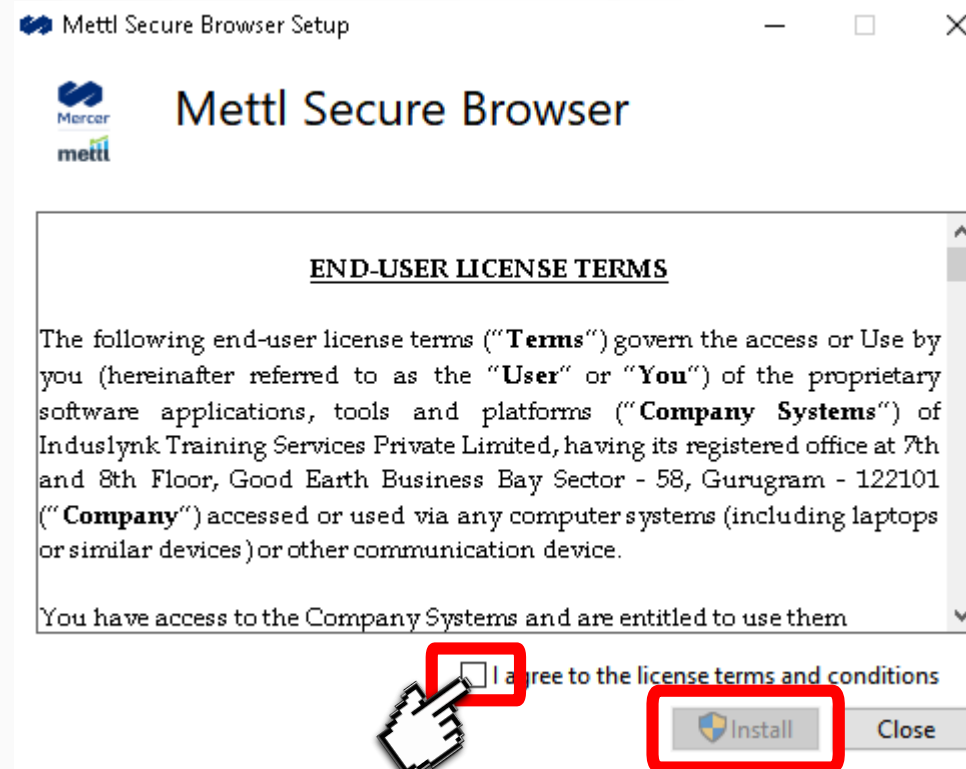 Mettl Secure Browser Setup
Mercer
mettl
Mettl Secure Browser
END-USER LICENSE TERMS
The following end-user license terms (“Terms“) govern the access or Use by
you (hereinafter referred to as the “User“ or “You“) of the proprietary
software applications, tools and platforms (“Company Systems“) of
Induslynk Training Services Private Limited, having its registered office at 7th
and 8th Floor, Good Earth Business Bay Sector - 58, Gurugram - 122101
(“Company“) accessed or used via any computer systems (including laptops
or similar devices) or other communication device.
You have access to the Company Systems and are entitled to use them
I agree to the license terms and conditions
Install
Close